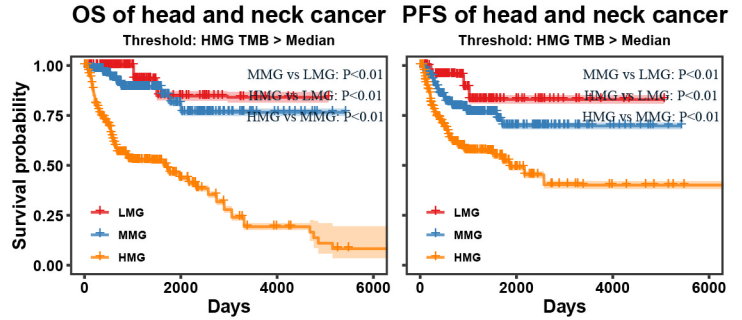 OS of head and neck cancer
Threshold: HMG TMB > Median
MMG vs LMG: P<0.01
HMG vs LMG: P<0.01
HMG vs MMG: P<0.01
Survival probability
1.00
0.75
0.50
0.25
0.00
LMG
MMG
HMG
0 2000 4000 6000
Days
PFS of head and neck cancer
Threshold: HMG TMB > Median
MMG vs LMG: P<0.01
HMG vs LMG: P<0.01
HMG vs MMG: P<0.01
LMG
MMG
HMG
0 2000 4000 6000
Days